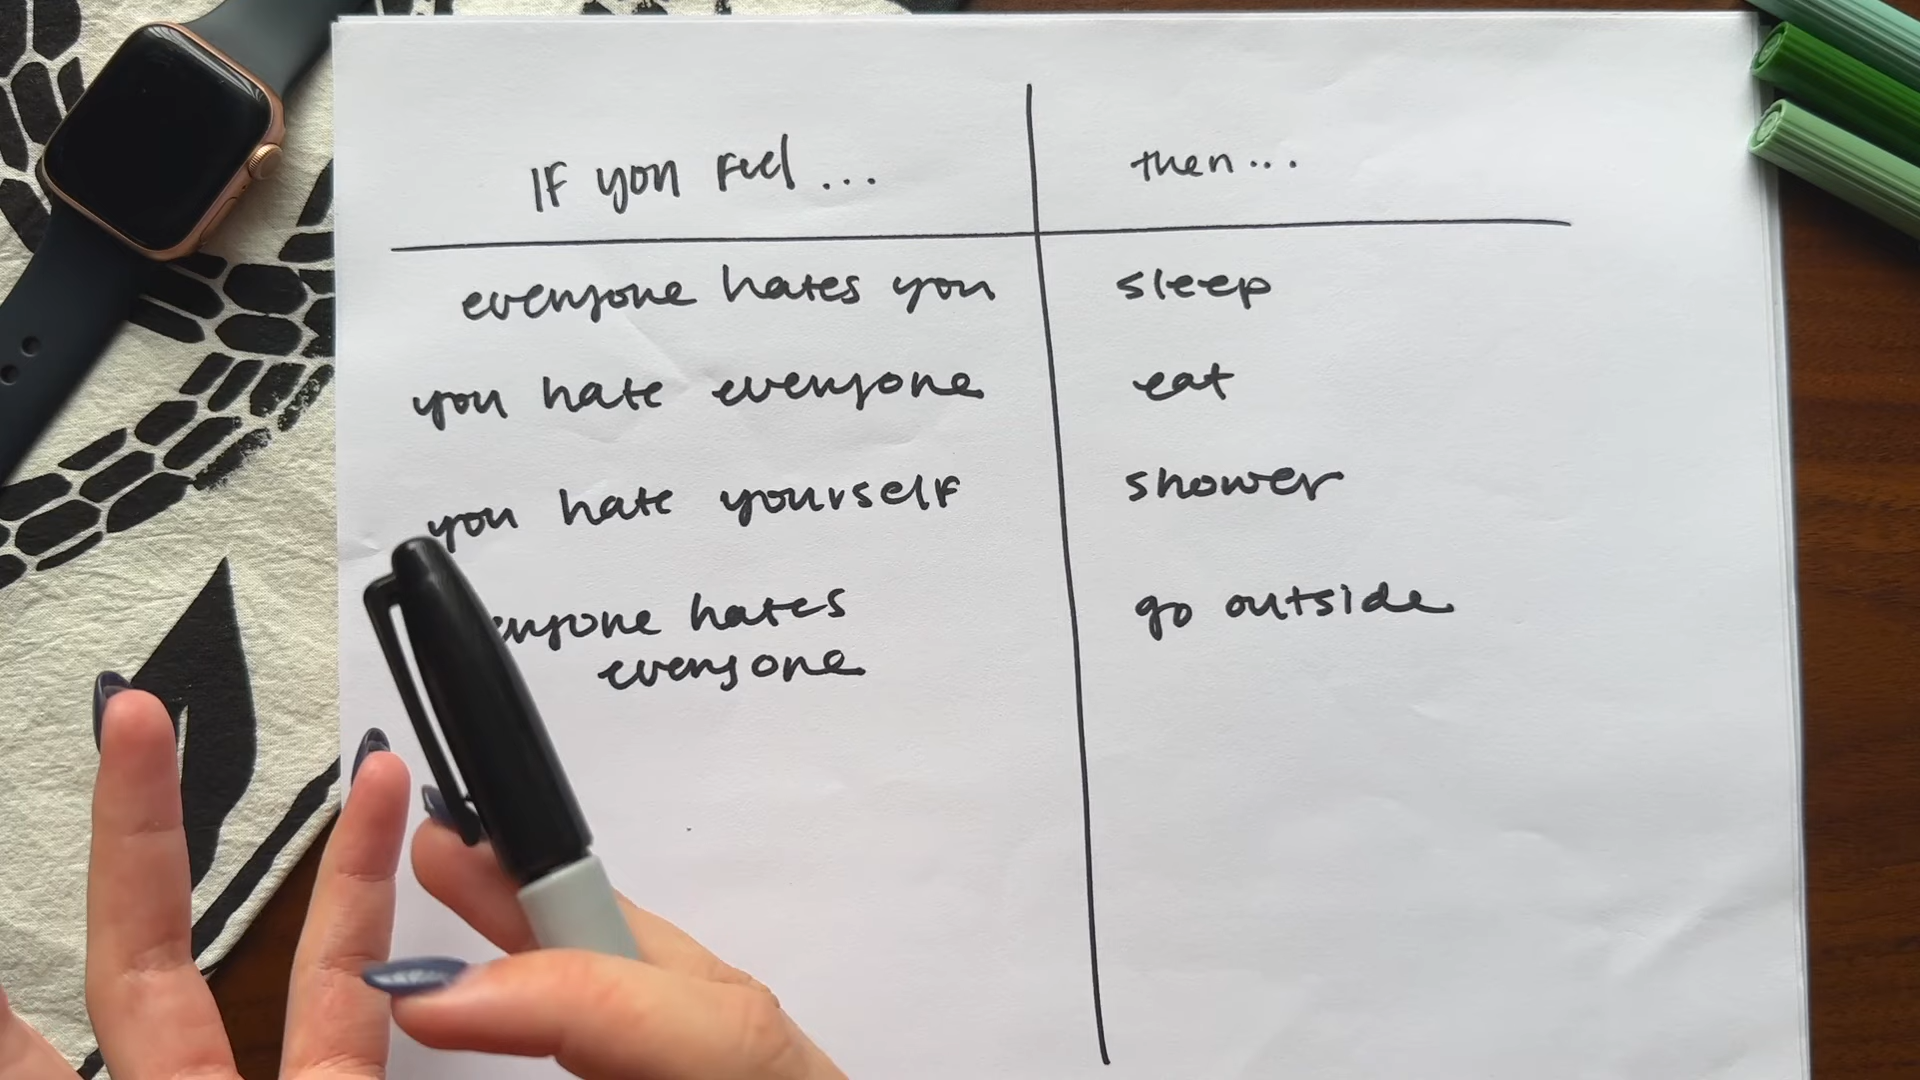 IF you Feel... then...
everyone hates you sleep
you hate everyone eat
you hate yourself shower
hates go outside
everyone